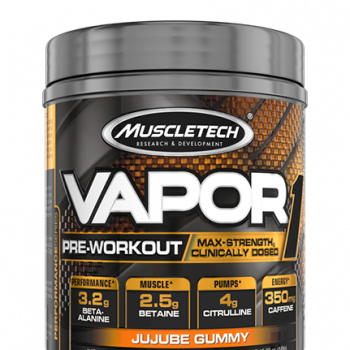 MUSCLETECH
RESEARCH & DEVELOPMENT
VAPOR 1
PRE-WORKOUT
MAX-STRENGTH,
CLINICALLY DOSED
PERFORMANCE* MUSCLE* PUMPS* ENERGY*
3.2g 2.5g 4g 350mg
BETA-ALANINE BETAINE CITRULLINE CAFFEINE
JUJUBE GUMMY